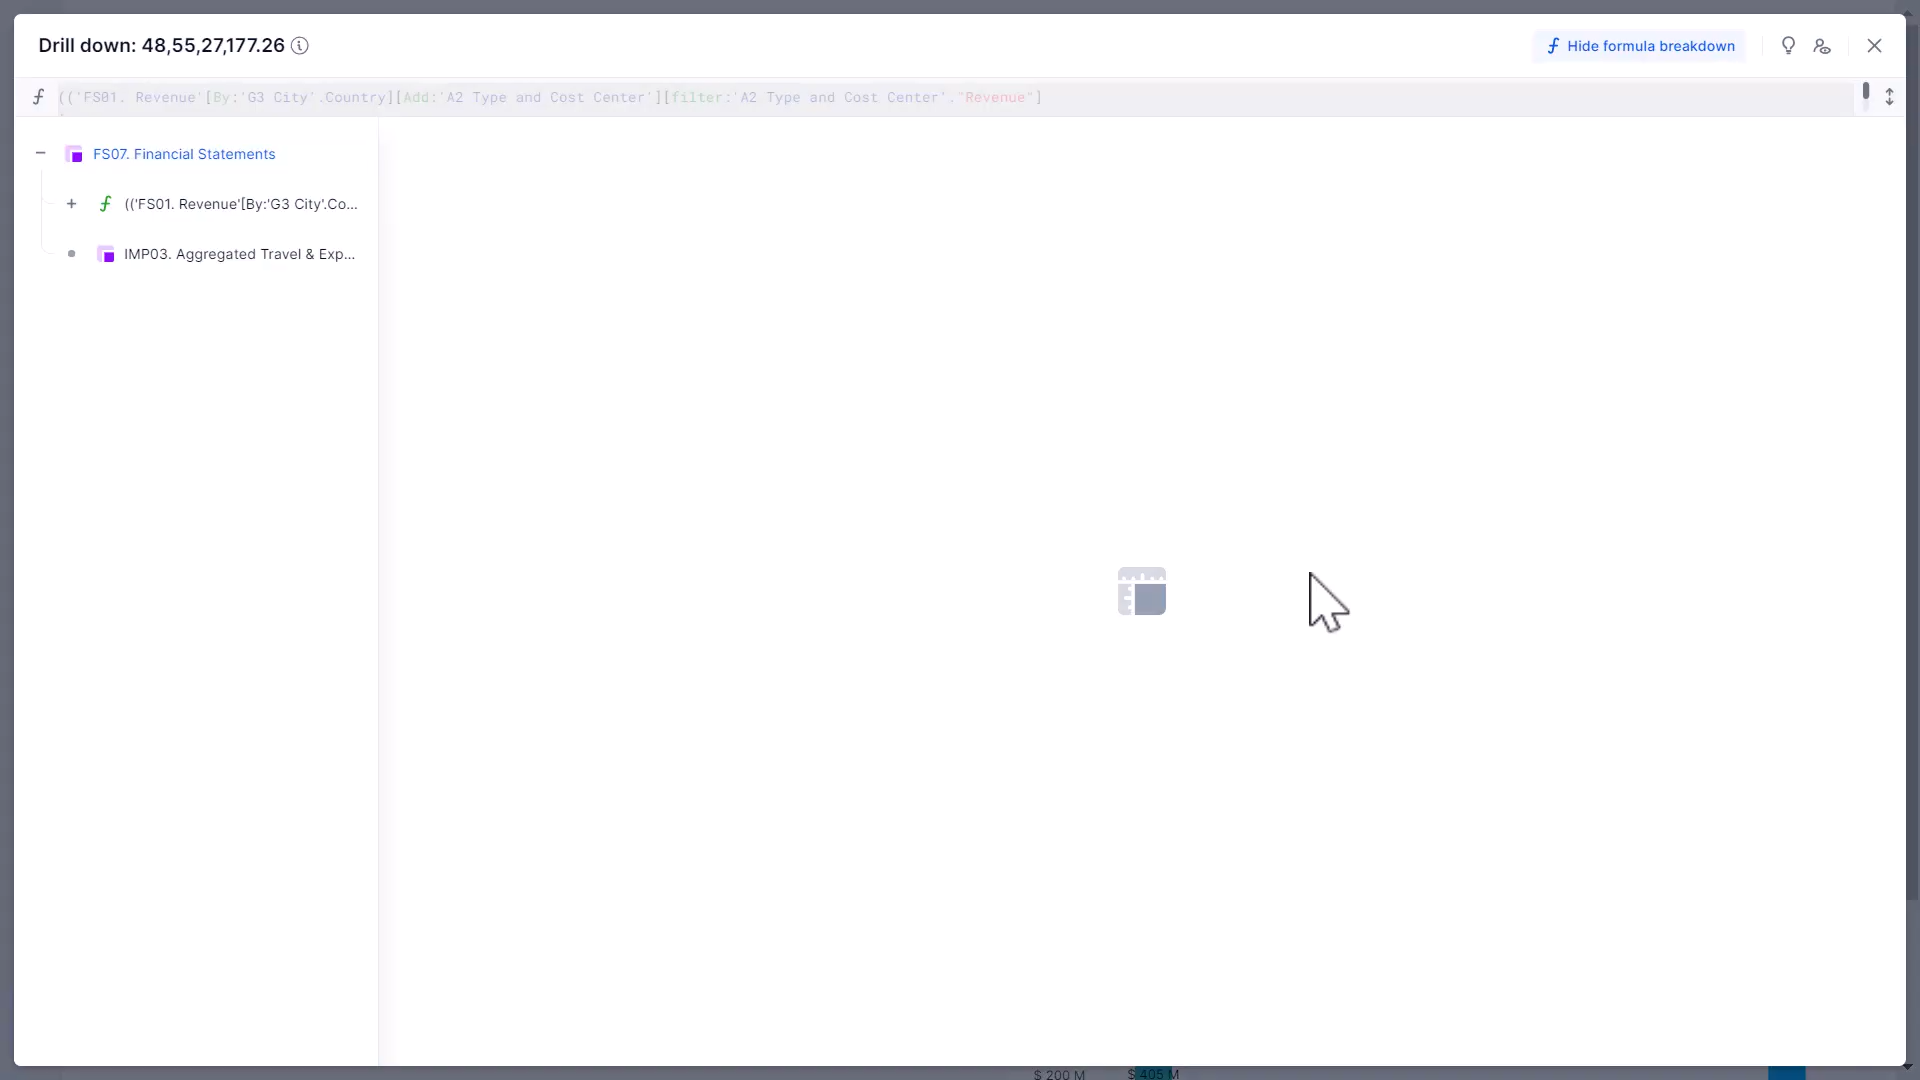 Drill down: 48,55,27,177.26
Hide formula breakdown
(('FS01. Revenue'[By:'G3 City'.Country][Add:'A2 Type and Cost Center'][filter:'A2 Type and Cost Center'."Revenue"]
FS07. Financial Statements
(('FS01. Revenue'[By:'G3 City'.Co...
IMP03. Aggregated Travel & Exp...
$ 200 M
$ 405 M